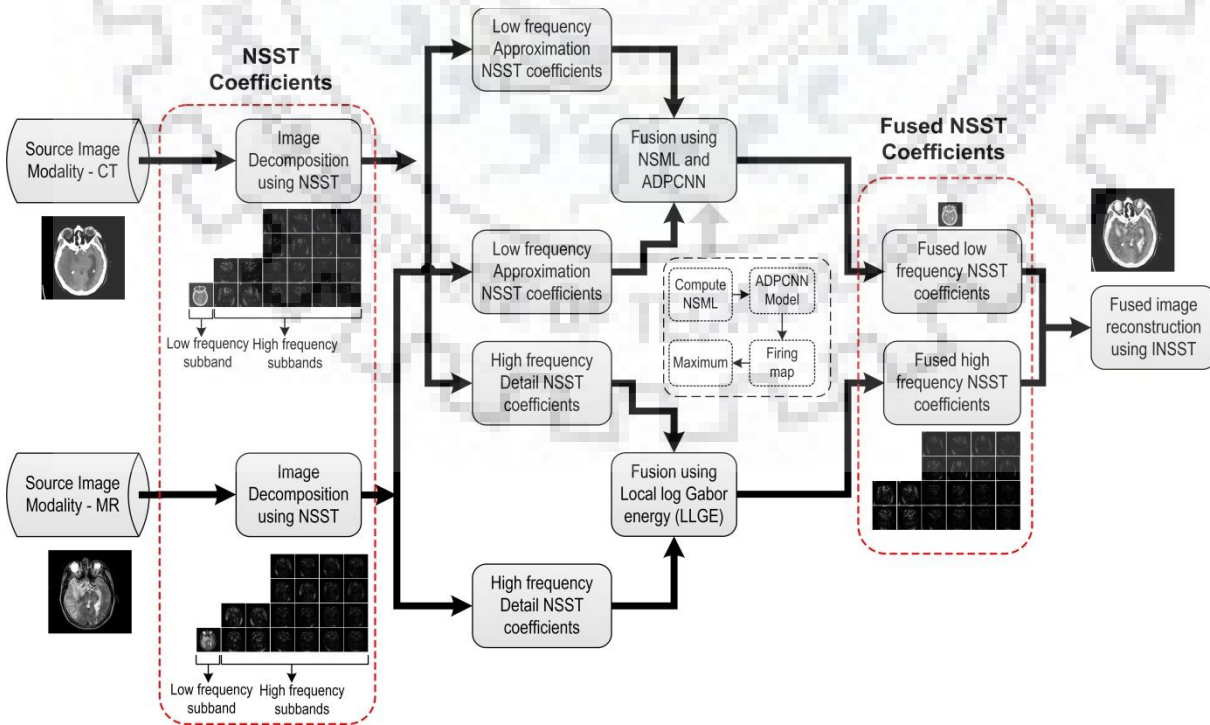 NSST
Coefficients
Source Image
Modality - CT
Image
Decomposition
using NSST
Low frequency
subband
High frequency
subbands
Source Image
Modality - MR
Image
Decomposition
using NSST
Low frequency
subband
High frequency
subbands
Low frequency
Approximation
NSST coefficients
Low frequency
Approximation
NSST coefficients
High frequency
Detail NSST
coefficients
High frequency
Detail NSST
coefficients
Fusion using
NSML and
ADPCNN
Compute
NSML
ADPCNN
Model
Maximum
Firing
map
Fusion using
Local log Gabor
energy (LLGE)
Fused NSST
Coefficients
Fused low
frequency NSST
coefficients
Fused high
frequency NSST
coefficients
Fused image
reconstruction
using INSST